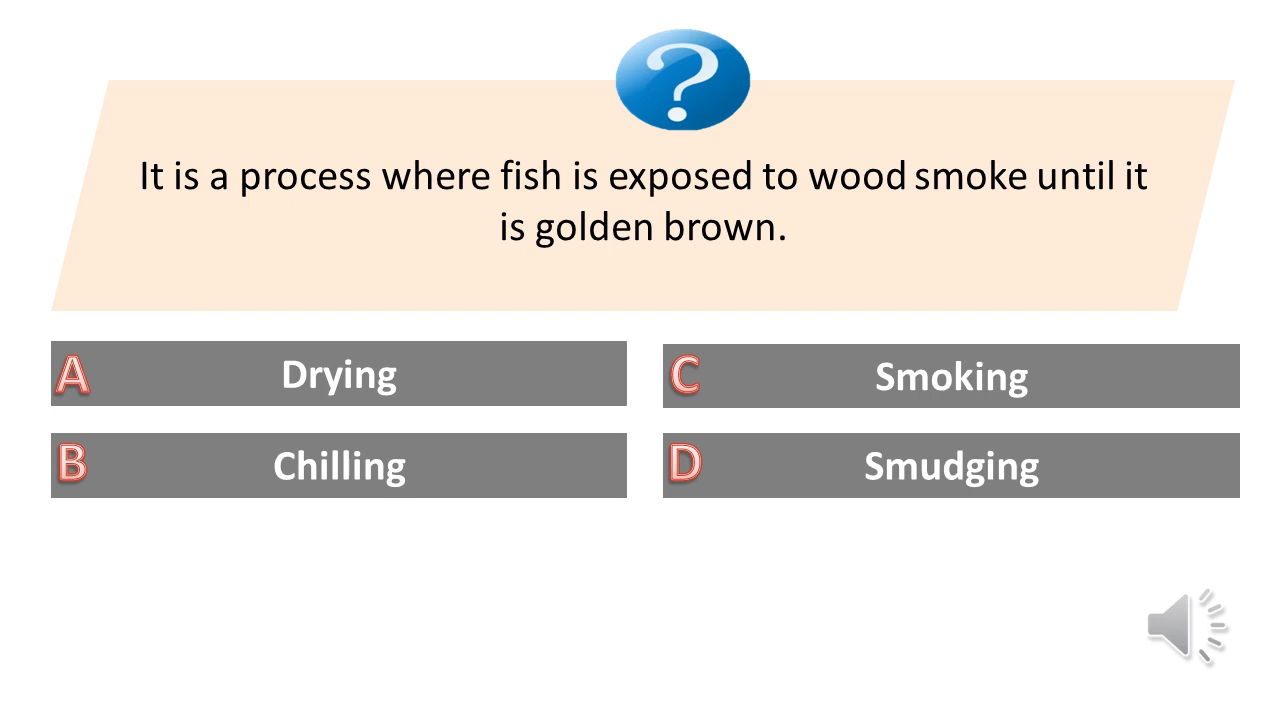 ?
It is a process where fish is exposed to wood smoke until it
is golden brown.
A Drying
C Smoking
B Chilling
D Smudging